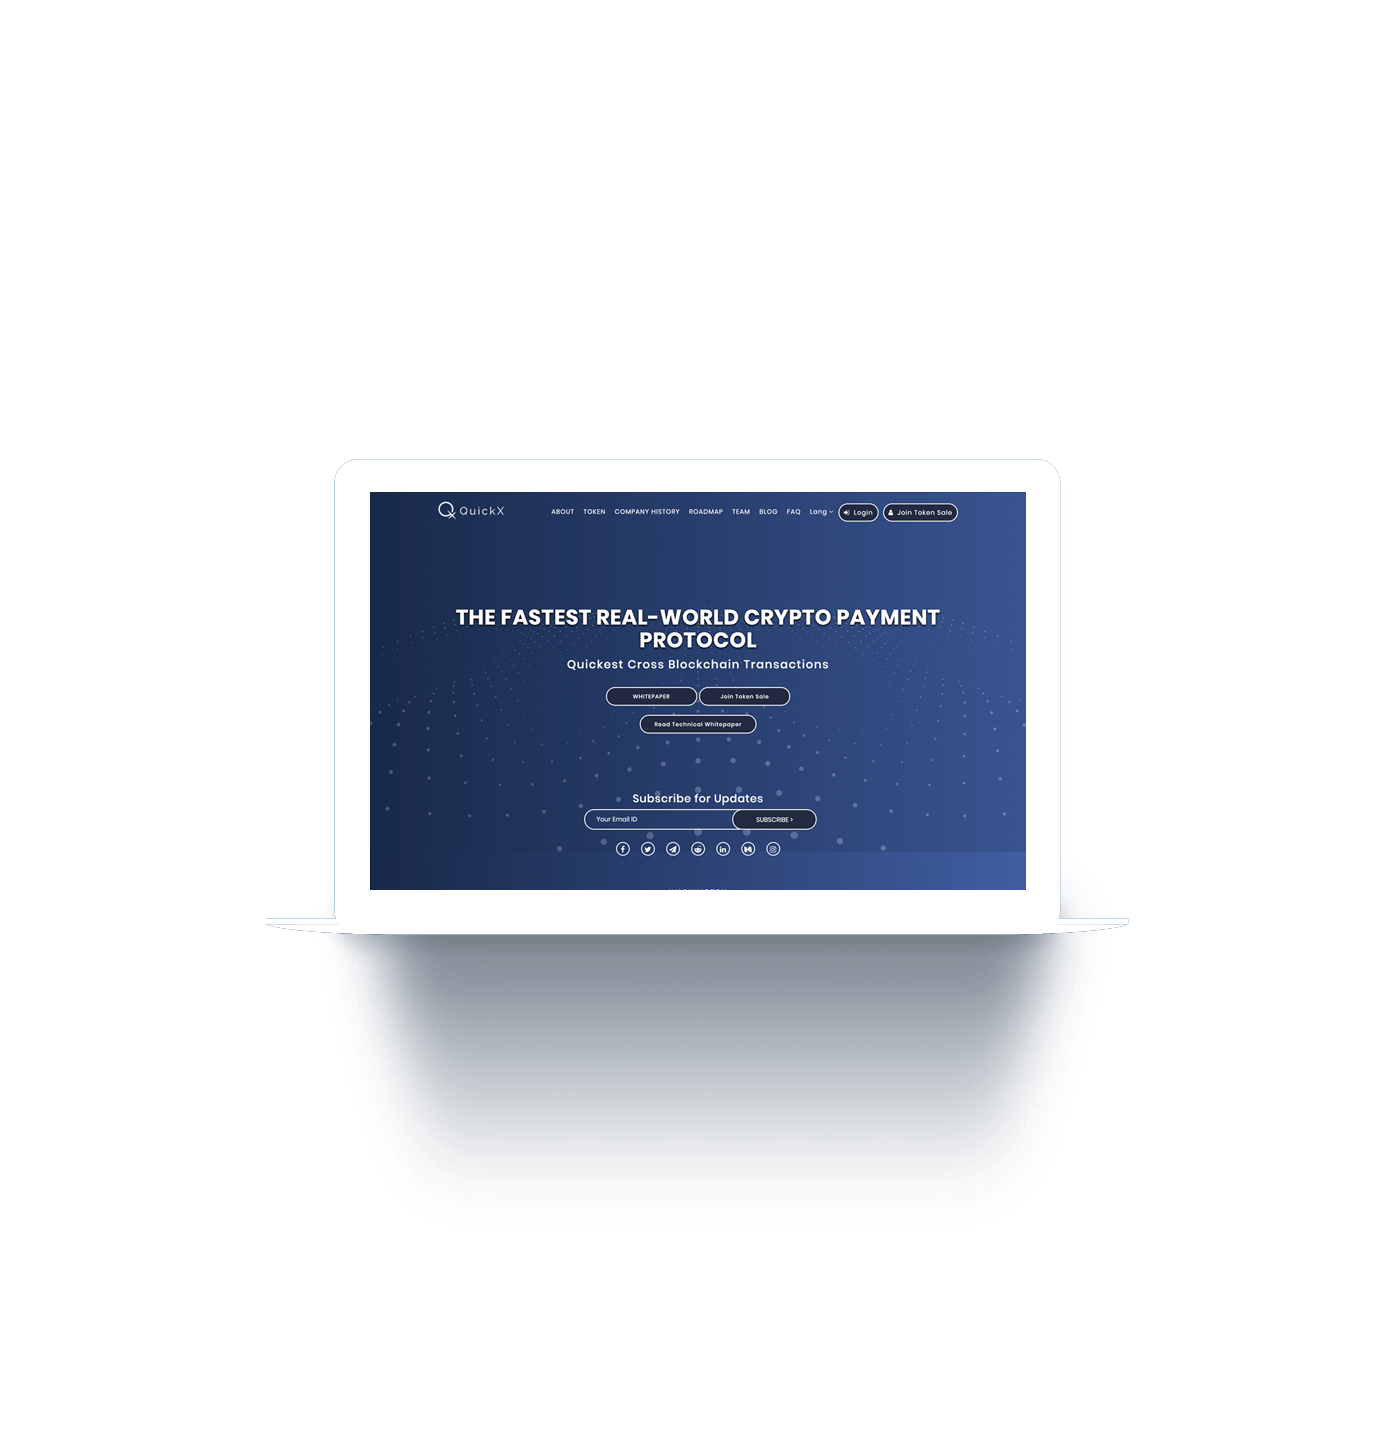 QuickX
ABOUT TOKEN COMPANY HISTORY ROADMAP TEAM BLOG FAQ Lang Login Join Token Sale
THE FASTEST REAL-WORLD CRYPTO PAYMENT
PROTOCOL
Quickest Cross Blockchain Transactions
WHITEPAPER Join Token Sale
Read Technical Whitepaper
Subscribe for Updates
Your Email ID SUBSCRIBE >